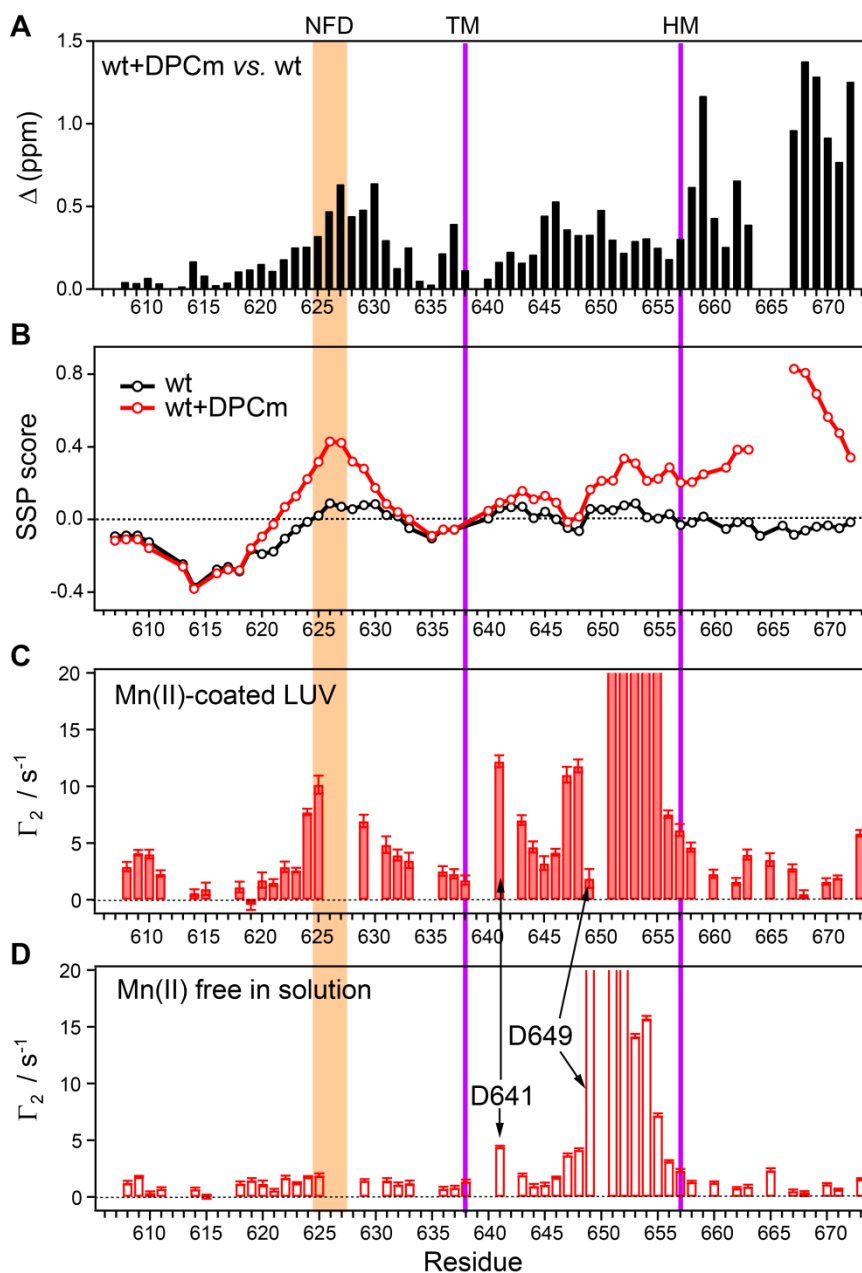 A NFD TM HM
wt+DPCm vs. wt
Δ (ppm)
1.5
1.0
0.5
0.0
610 615 620 625 630 635 640 645 650 655 660 665 670
B
wt
wt+DPCm
SSP score
0.8
0.4
0.0
-0.4
610 620 625 630 635 640 645 650 655 660 665 670
C
Mn(II)-coated LUV
Γ2 / s-1
20
15
10
5
0
610 615 620 625 630 635 640 645 650 655 660 665 670
D
Mn(II) free in solution
D649
D641
Γ2 / s-1
20
15
10
5
0
610 615 620 625 630 635 640 645 650 655 660 665 670
Residue